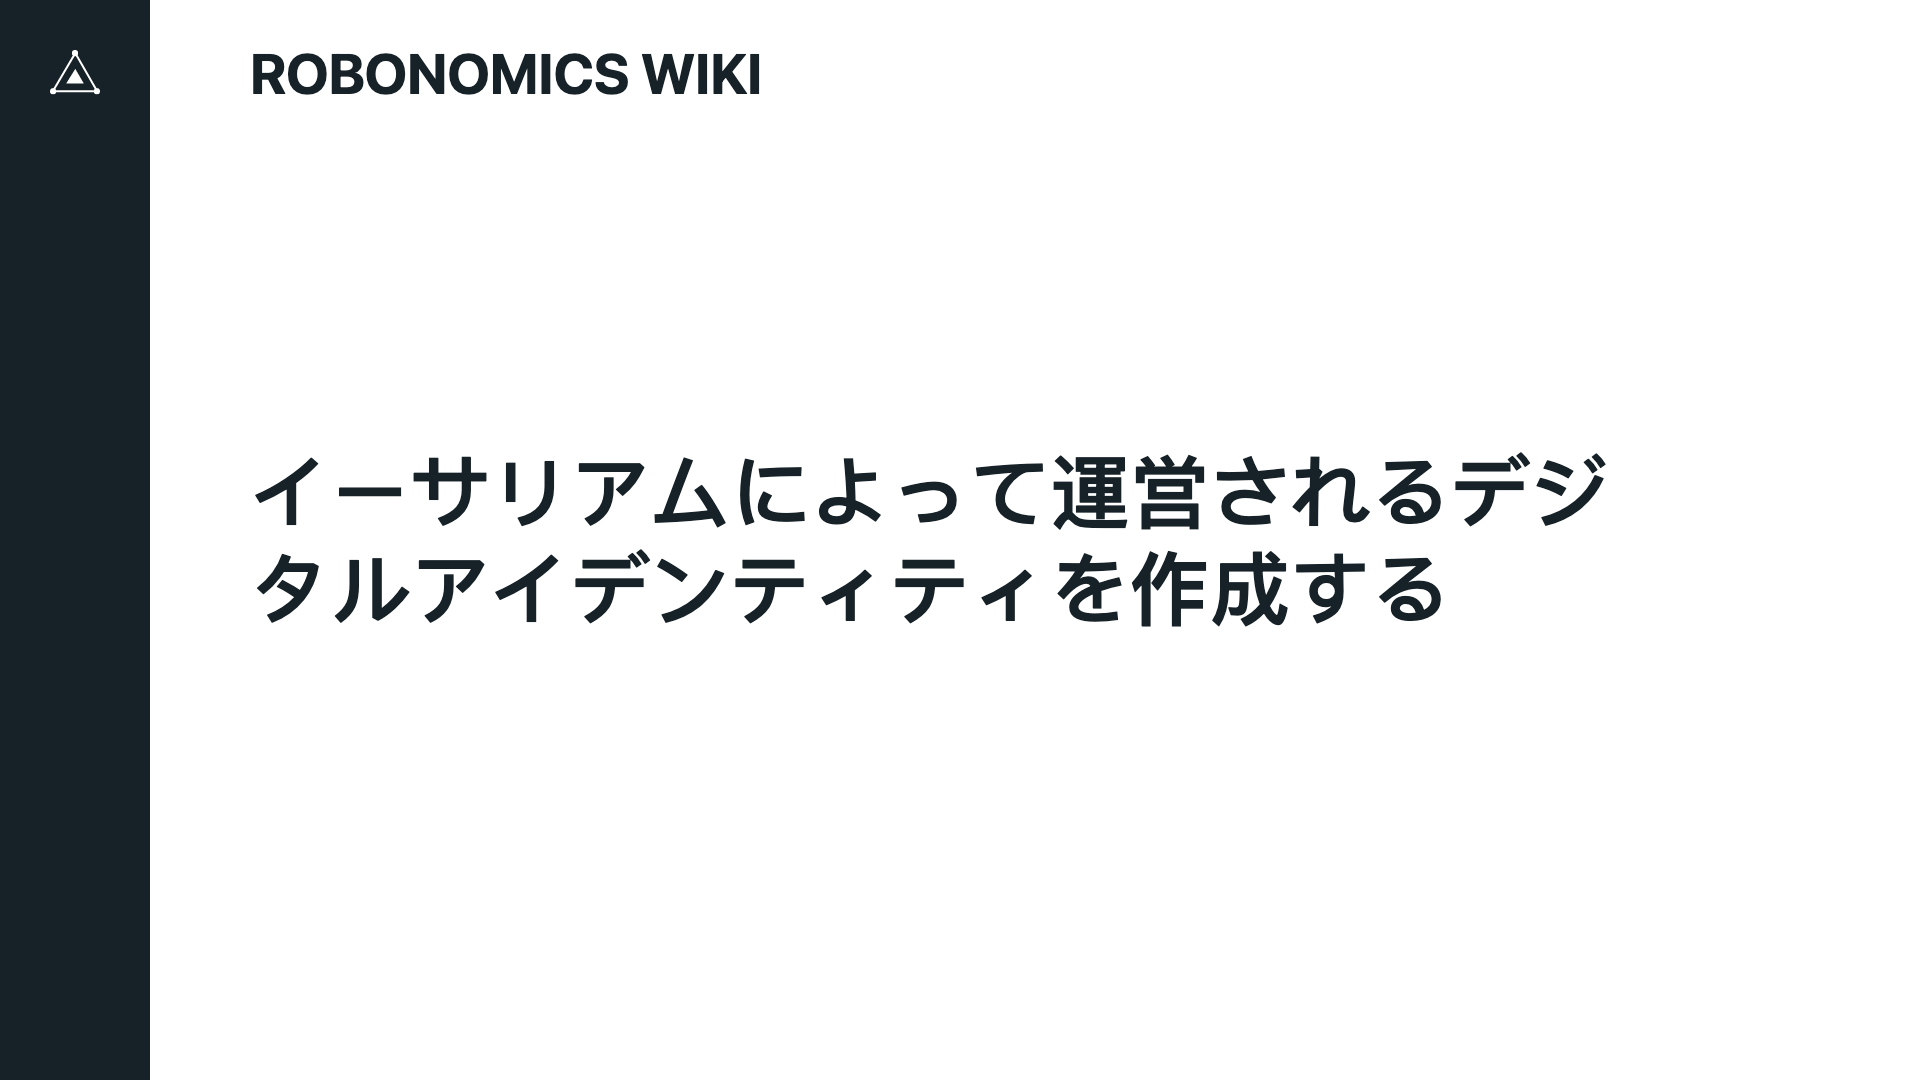 ROBONOMICS WIKI
イーサリアムによって運営されるデジ
タルアイデンティティを作成する